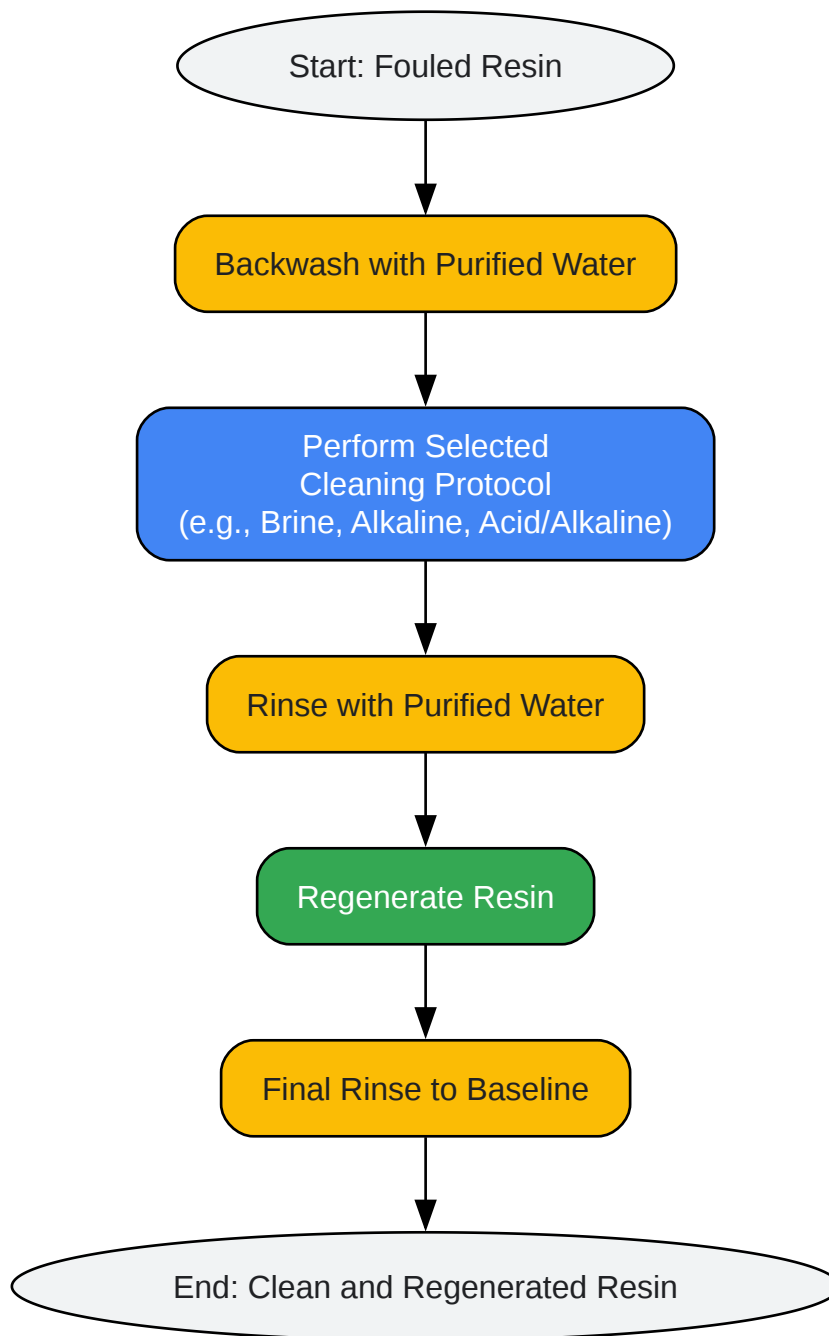 Start: Fouled Resin
Backwash with Purified Water
Perform Selected
Cleaning Protocol
(e.g., Brine, Alkaline, Acid/Alkaline)
Rinse with Purified Water
Regenerate Resin
Final Rinse to Baseline
End: Clean and Regenerated Resin